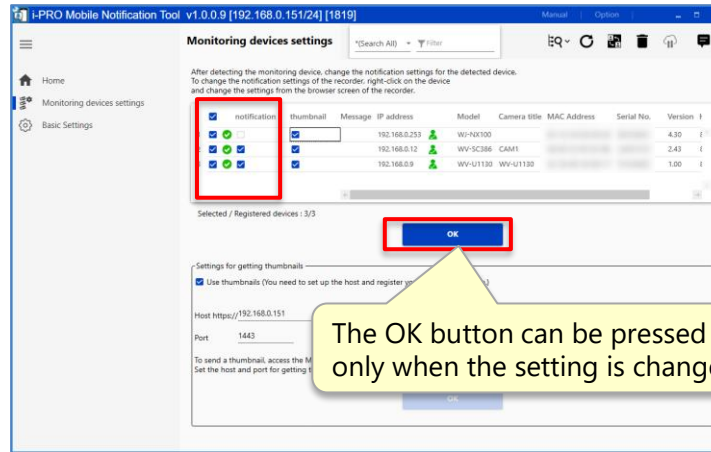 i-PRO Mobile Notification Tool v1.0.0.9 [192.168.0.151/24] [1819]
Manual | Option |
Monitoring devices settings
*(Search All) Filter
After detecting the monitoring device, change the notification settings for the detected device.
To change the notification settings of the recorder, right-click on the device
and change the settings from the browser screen of the recorder.
Home
Monitoring devices settings
Basic Settings
notification thumbnail Message IP address Model Camera title MAC Address Serial No. Version
192.168.0.253 WJ-NX100 4.30
192.168.0.12 WV-SC386 CAM1 2.43
192.168.0.9 WV-U1130 WV-U1130 1.00
Selected / Registered devices : 3/3
OK
Settings for getting thumbnails
Use thumbnails (You need to set up the host and register
Host https://192.168.0.151
Port 1443
To send a thumbnail, access the M
Set the host and port for getting
The OK button can be pressed
only when the setting is change
OK